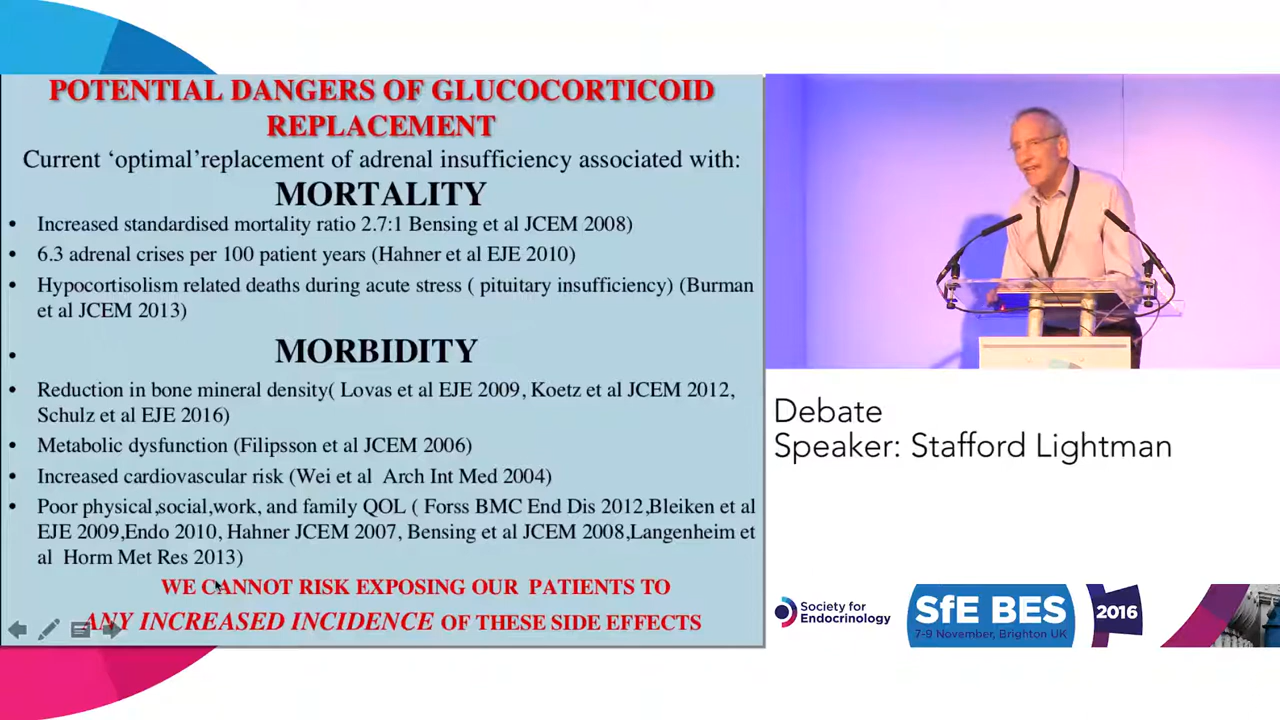 POTENTIAL DANGERS OF GLUCOCORTICOID
REPLACEMENT
Current ‘optimal’replacement of adrenal insufficiency associated with:
MORTALITY
• Increased standardised mortality ratio 2.7:1 Bensing et al JCEM 2008)
• 6.3 adrenal crises per 100 patient years (Hahner et al EJE 2010)
• Hypocortisolism related deaths during acute stress ( pituitary insufficiency) (Burman
et al JCEM 2013)
• MORBIDITY
• Reduction in bone mineral density( Lovas et al EJE 2009, Koetz et al JCEM 2012,
Schulz et al EJE 2016)
• Metabolic dysfunction (Filipsson et al JCEM 2006)
• Increased cardiovascular risk (Wei et al Arch Int Med 2004)
• Poor physical,social,work, and family QOL ( Forss BMC End Dis 2012,Bleiken et al
EJE 2009,Endo 2010, Hahner JCEM 2007, Bensing et al JCEM 2008,Langenheim et
al Horm Met Res 2013)
WE CANNOT RISK EXPOSING OUR PATIENTS TO
ANY INCREASED INCIDENCE OF THESE SIDE EFFECTS
Debate
Speaker: Stafford Lightman
Society for
Endocrinology
SfE BES
7-9 November, Brighton UK
2016